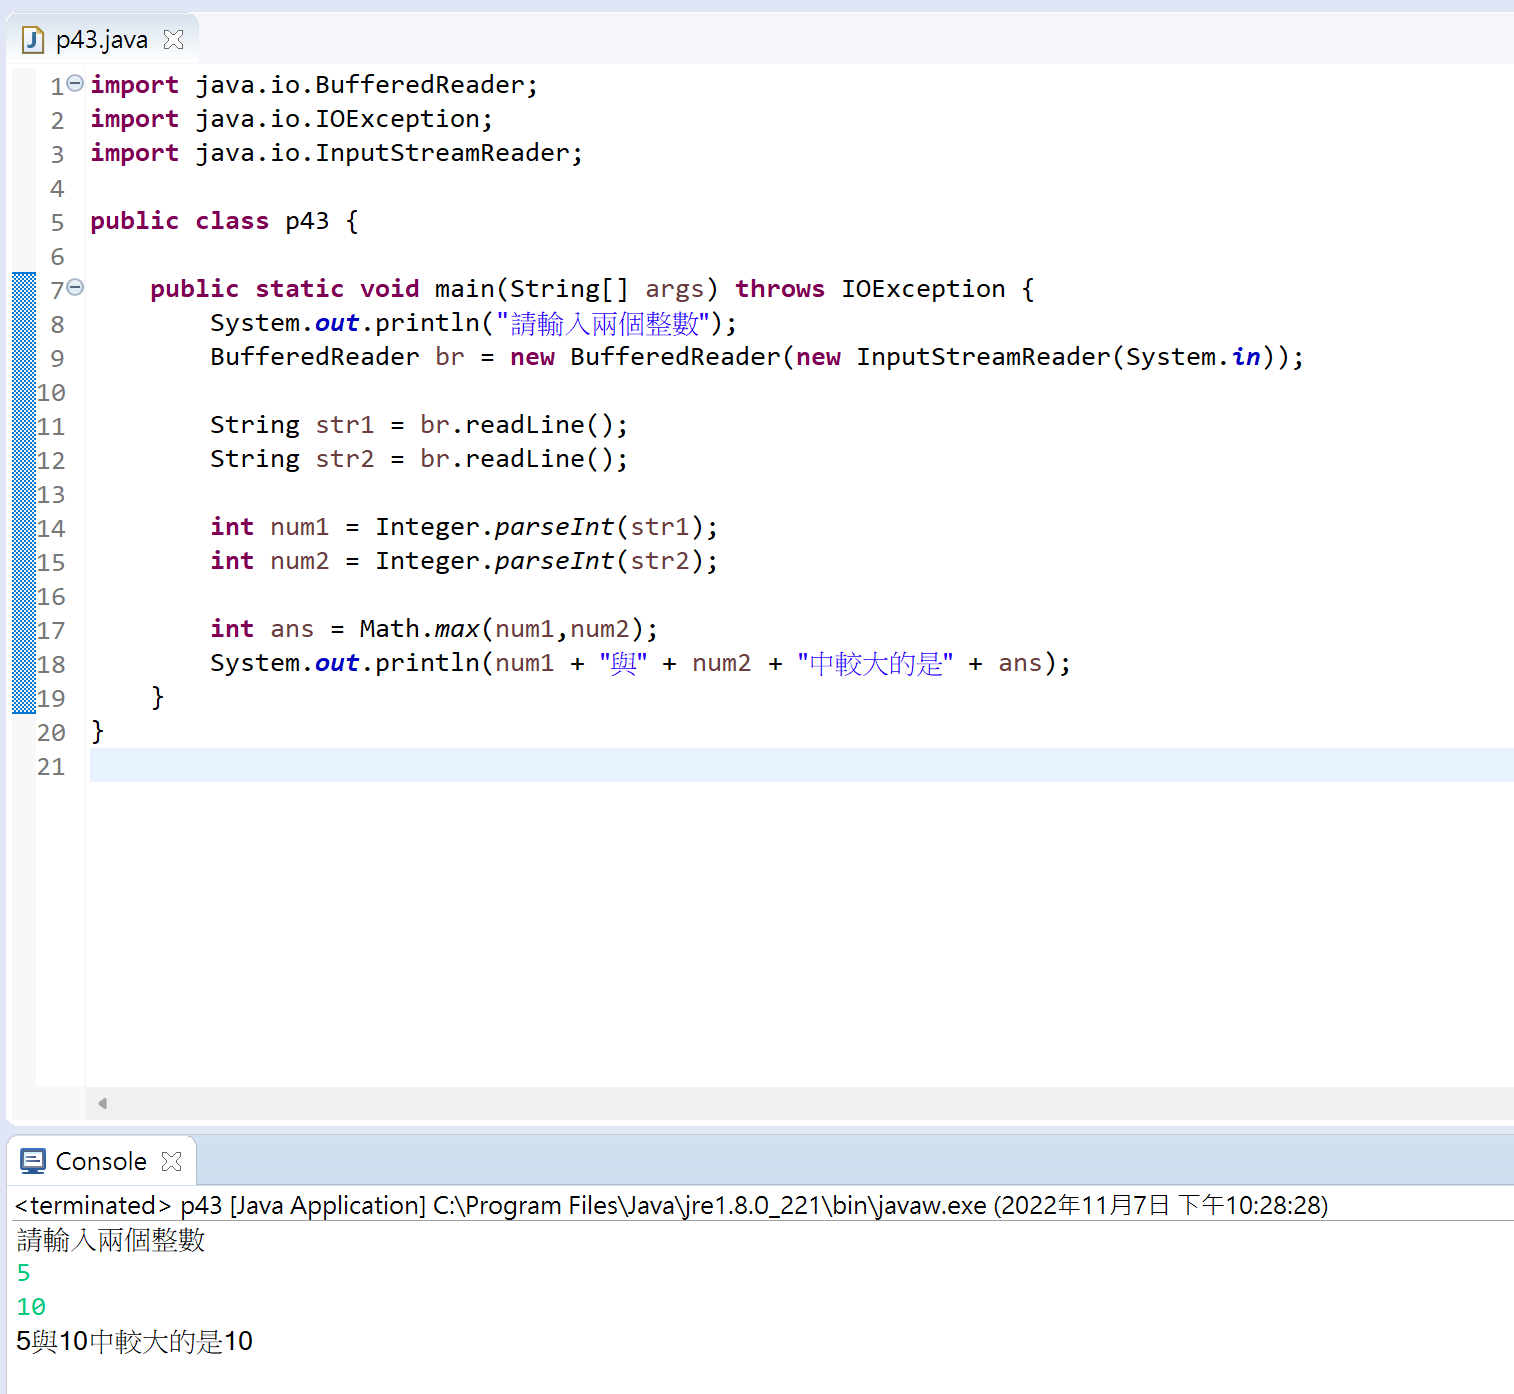 p43.java
1 import java.io.BufferedReader;
2 import java.io.IOException;
3 import java.io.InputStreamReader;
4
5 public class p43 {
6
7     public static void main(String[] args) throws IOException {
8         System.out.println("請輸入兩個整數");
9         BufferedReader br = new BufferedReader(new InputStreamReader(System.in));
10
11         String str1 = br.readLine();
12         String str2 = br.readLine();
13
14         int num1 = Integer.parseInt(str1);
15         int num2 = Integer.parseInt(str2);
16
17         int ans = Math.max(num1,num2);
18         System.out.println(num1 + "與" + num2 + "中較大的是" + ans);
19     }
20 }
21
Console
<terminated> p43 [Java Application] C:\Program Files\Java\jre1.8.0_221\bin\javaw.exe (2022年11月7日 下午10:28:28)
請輸入兩個整數
5
10
5與10中較大的是10